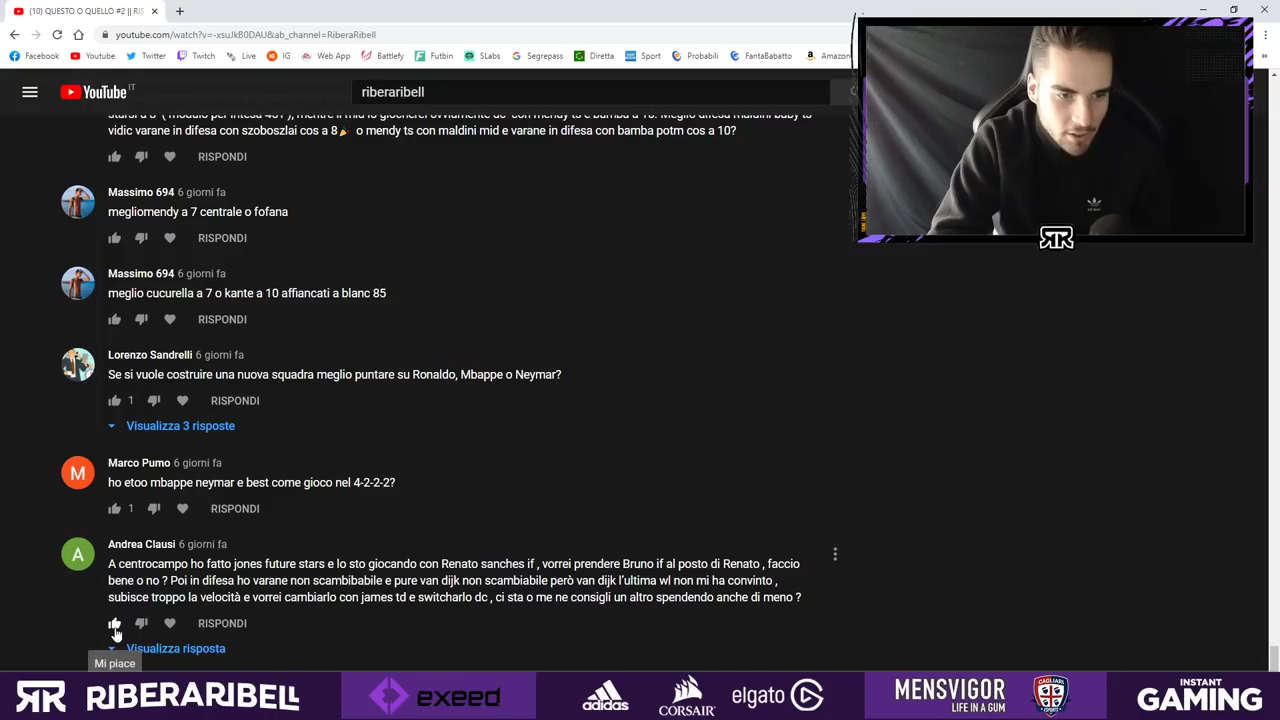 (10) QUESTO O QUELLO #2 || RIS
youtube.com/watch?v=-xsuJkB0DAU&ab_channel=RiberaRibell
Facebook Youtube Twitter Twitch Live IG Web App Battlefy Futbin SLabs Segrepass Diretta Sport Probabili FantaBabatto Amazon
YouTube IT
riberaribell
vidic varane in difesa con szoboszlai cos a 8🎉 o mendy ts con maldini mid e varane in difesa con bamba potm cos a 10?
RISPONDI
Massimo 694 6 giorni fa
megliomendy a 7 centrale o fofana
RISPONDI
Massimo 694 6 giorni fa
meglio cucurella a 7 o kante a 10 affiancati a blanc 85
RISPONDI
Lorenzo Sandrelli 6 giorni fa
Se si vuole costruire una nuova squadra meglio puntare su Ronaldo, Mbappe o Neymar?
1 RISPONDI
Visualizza 3 risposte
M
Marco Pumo 6 giorni fa
ho etoo mbappe neymar e best come gioco nel 4-2-2-2?
1 RISPONDI
A
Andrea Clausi 6 giorni fa
A centrocampo ho fatto jones future stars e lo sto giocando con Renato sanches if , vorrei prendere Bruno if al posto di Renato, faccio
bene o no ? Poi in difesa ho varane non scambibabile e pure van dijk non scambiabile però van dijk l'ultima wl non mi ha convinto ,
subisce troppo la velocità e vorrei cambiarlo con james td e switcharlo dc , ci sta o me ne consigli un altro spendendo anche di meno ?
RISPONDI
Visualizza risposta
Mi piace
RR
RIBERARIBELL
exeed
adidas
CORSAIR
elgato
MENSVIGOR
LIFE IN A GUM
CAGLIARI
INSTANT
GAMING